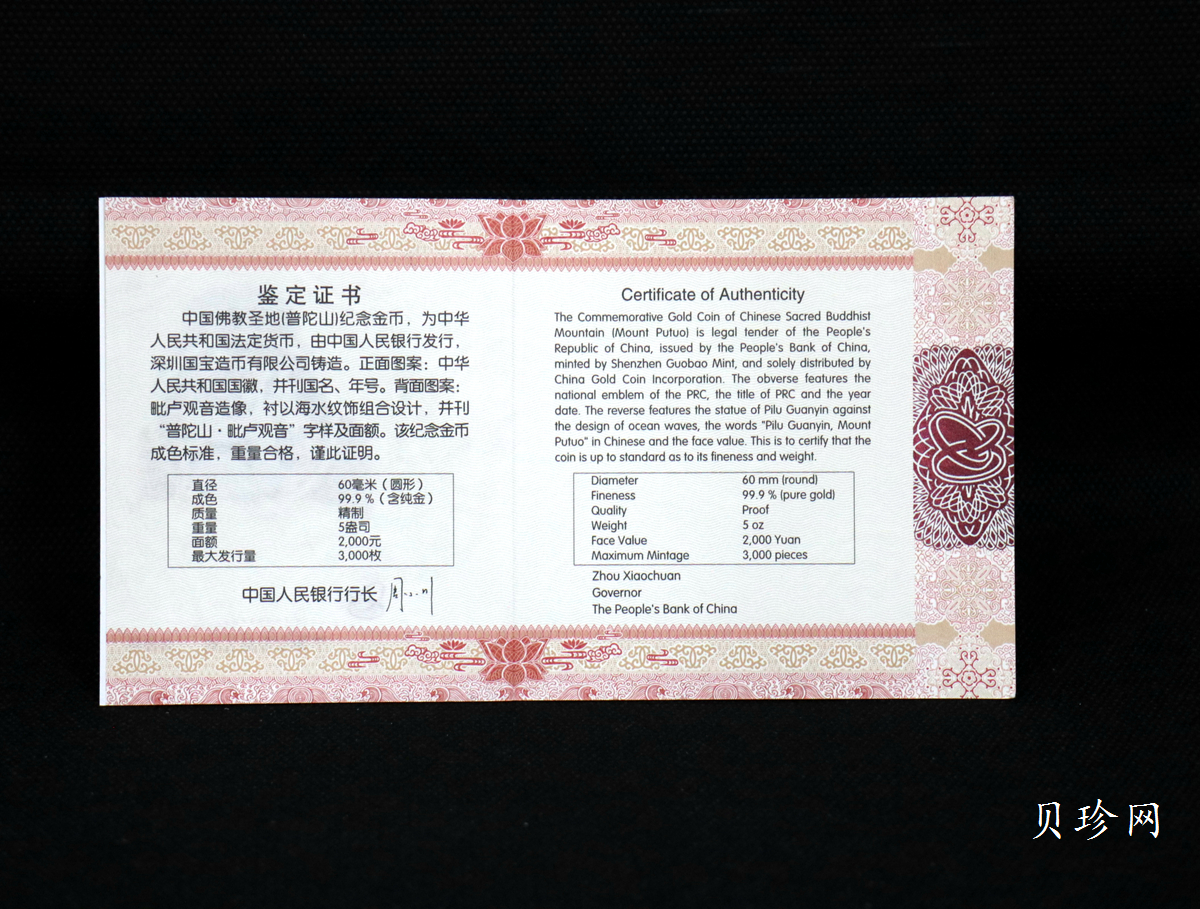 鉴定证书
中国佛教圣地(普陀山)纪念金币，为中华
人民共和国法定货币，由中国人民银行发行，
深圳国宝造币有限公司铸造。正面图案：中华
人民共和国国徽，并刊国名、年号。背面图案：
毗卢观音造像，衬以海水纹饰组合设计，并刊
“普陀山·毗卢观音”字样及面额。该纪念金币
成色标准，重量合格，谨此证明。
直径 60毫米（圆形）
成色 99.9％（含纯金）
质量 精制
重量 5盎司
面额 2,000元
最大发行量 3,000枚
中国人民银行行长 周小川
Certificate of Authenticity
The Commemorative Gold Coin of Chinese Sacred Buddhist
Mountain (Mount Putuo) is legal tender of the People's
Republic of China, issued by the People's Bank of China,
minted by Shenzhen Guobao Mint, and solely distributed by
China Gold Coin Incorporation. The obverse features the
national emblem of the PRC, the title of PRC and the year
date. The reverse features the statue of Pilu Guanyin against
the design of ocean waves, the words "Pilu Guanyin, Mount
Putuo" in Chinese and the face value. This is to certify that the
coin is up to standard as to its fineness and weight.
Diameter 60 mm (round)
Fineness 99.9 % (pure gold)
Quality Proof
Weight 5 oz
Face Value 2,000 Yuan
Maximum Mintage 3,000 pieces
Zhou Xiaochuan
Governor
The People's Bank of China
贝珍网